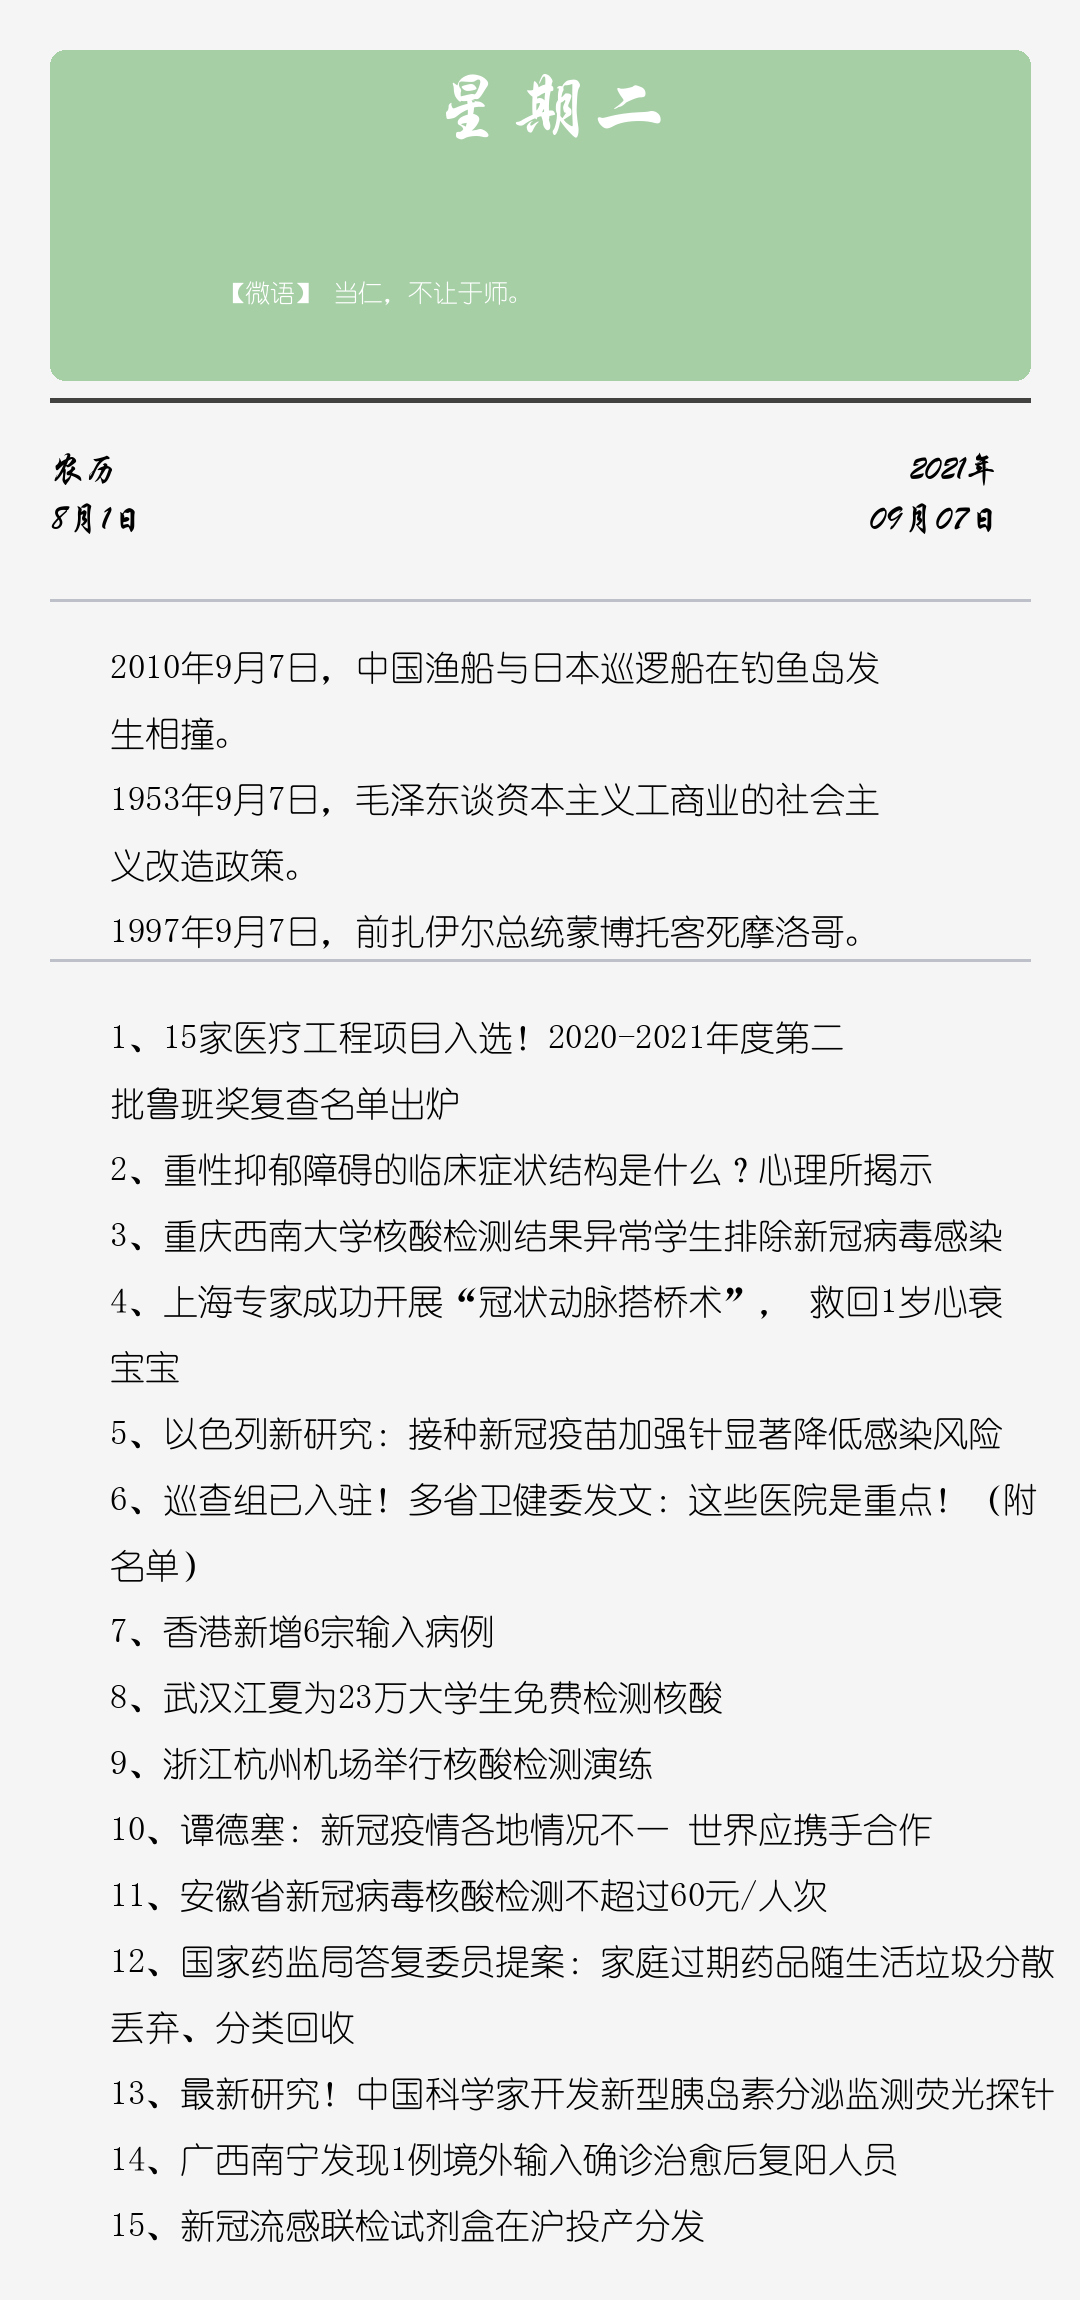 星期二
【微语】 当仁，不让于师。
农历
8月1日
2021年
09月07日
2010年9月7日，中国渔船与日本巡逻船在钓鱼岛发
生相撞。
1953年9月7日，毛泽东谈资本主义工商业的社会主
义改造政策。
1997年9月7日，前扎伊尔总统蒙博托客死摩洛哥。
1、15家医疗工程项目入选！2020-2021年度第二
批鲁班奖复查名单出炉
2、重性抑郁障碍的临床症状结构是什么？心理所揭示
3、重庆西南大学核酸检测结果异常学生排除新冠病毒感染
4、上海专家成功开展“冠状动脉搭桥术”， 救回1岁心衰
宝宝
5、以色列新研究：接种新冠疫苗加强针显著降低感染风险
6、巡查组已入驻！多省卫健委发文：这些医院是重点！（附
名单）
7、香港新增6宗输入病例
8、武汉江夏为23万大学生免费检测核酸
9、浙江杭州机场举行核酸检测演练
10、谭德塞：新冠疫情各地情况不一 世界应携手合作
11、安徽省新冠病毒核酸检测不超过60元/人次
12、国家药监局答复委员提案：家庭过期药品随生活垃圾分散
丢弃、分类回收
13、最新研究！中国科学家开发新型胰岛素分泌监测荧光探针
14、广西南宁发现1例境外输入确诊治愈后复阳人员
15、新冠流感联检试剂盒在沪投产分发